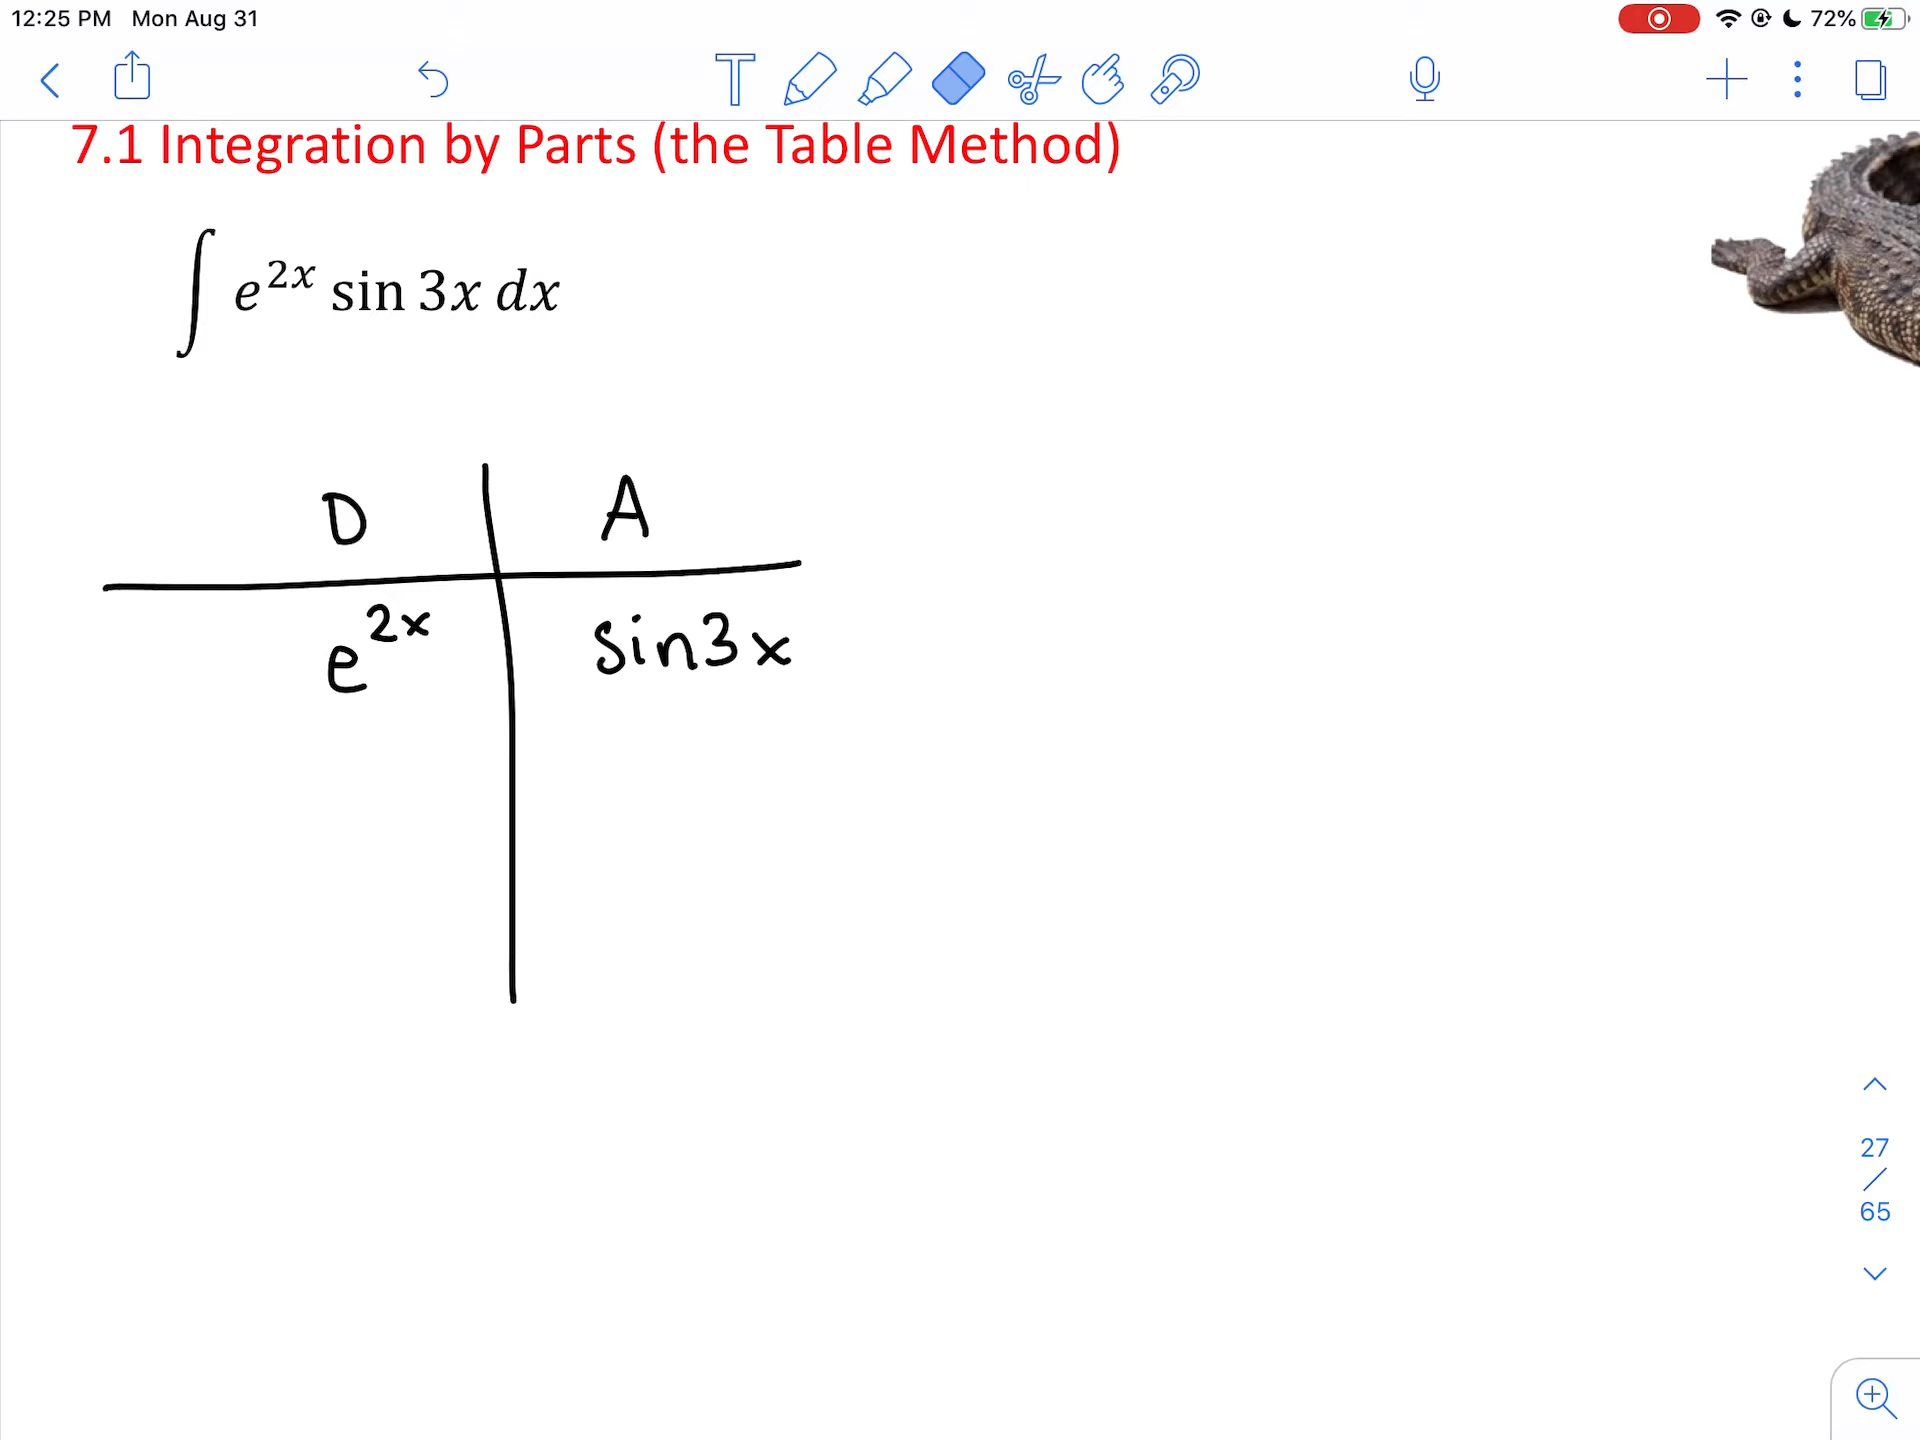 12:25 PM Mon Aug 31 72%
7.1 Integration by Parts (the Table Method)
∫ e^{2x} sin 3x dx
D A
e^{2x} sin3x
27
/
65